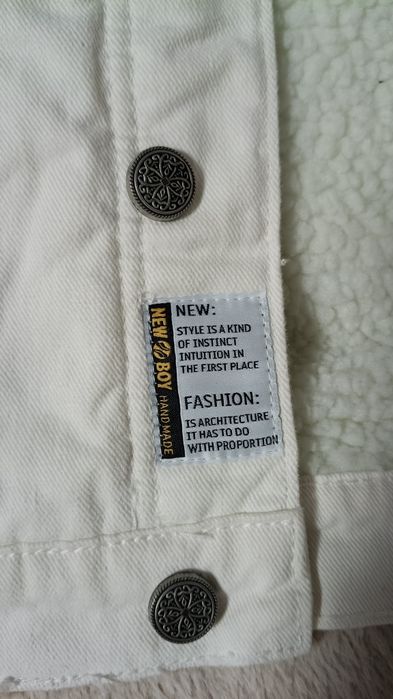 NEW BOY HAND MADE
NEW:
STYLE IS A KIND
OF INSTINCT
INTUITION IN
THE FIRST PLACE
FASHION:
IS ARCHITECTURE
IT HAS TO DO
WITH PROPORTION